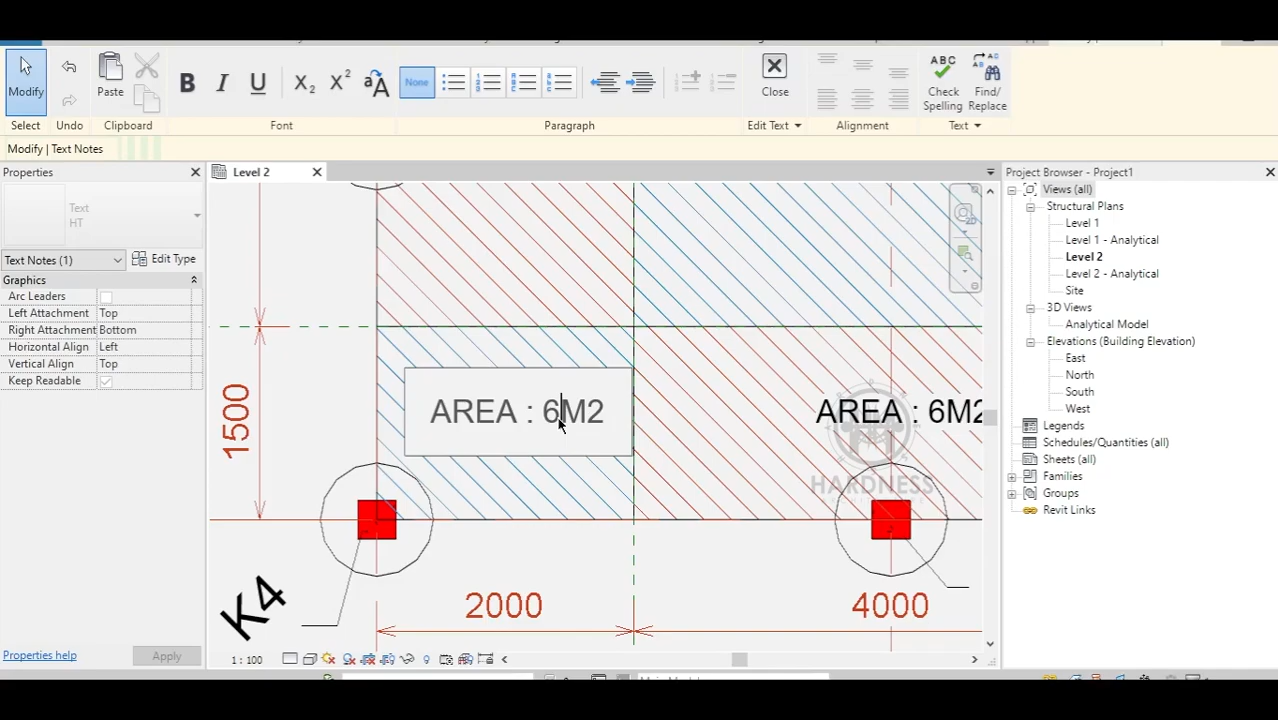 Modify
Paste
B I U X2 X2 aA
None
Close
ABC
Check
Spelling
Find/
Replace
Select
Undo
Clipboard
Font
Paragraph
Edit Text
Alignment
Text
Modify | Text Notes
Properties
Text
HT
Text Notes (1)
Edit Type
Graphics
Arc Leaders
Left Attachment Top
Right Attachment Bottom
Horizontal Align Left
Vertical Align Top
Keep Readable
Properties help
Apply
Level 2
1500
AREA : 6M2
AREA : 6M2
HARDNESS
K4
2000
4000
1 : 100
Project Browser - Project1
Views (all)
Structural Plans
Level 1
Level 1 - Analytical
Level 2
Level 2 - Analytical
Site
3D Views
Analytical Model
Elevations (Building Elevation)
East
North
South
West
Legends
Schedules/Quantities (all)
Sheets (all)
Families
Groups
Revit Links